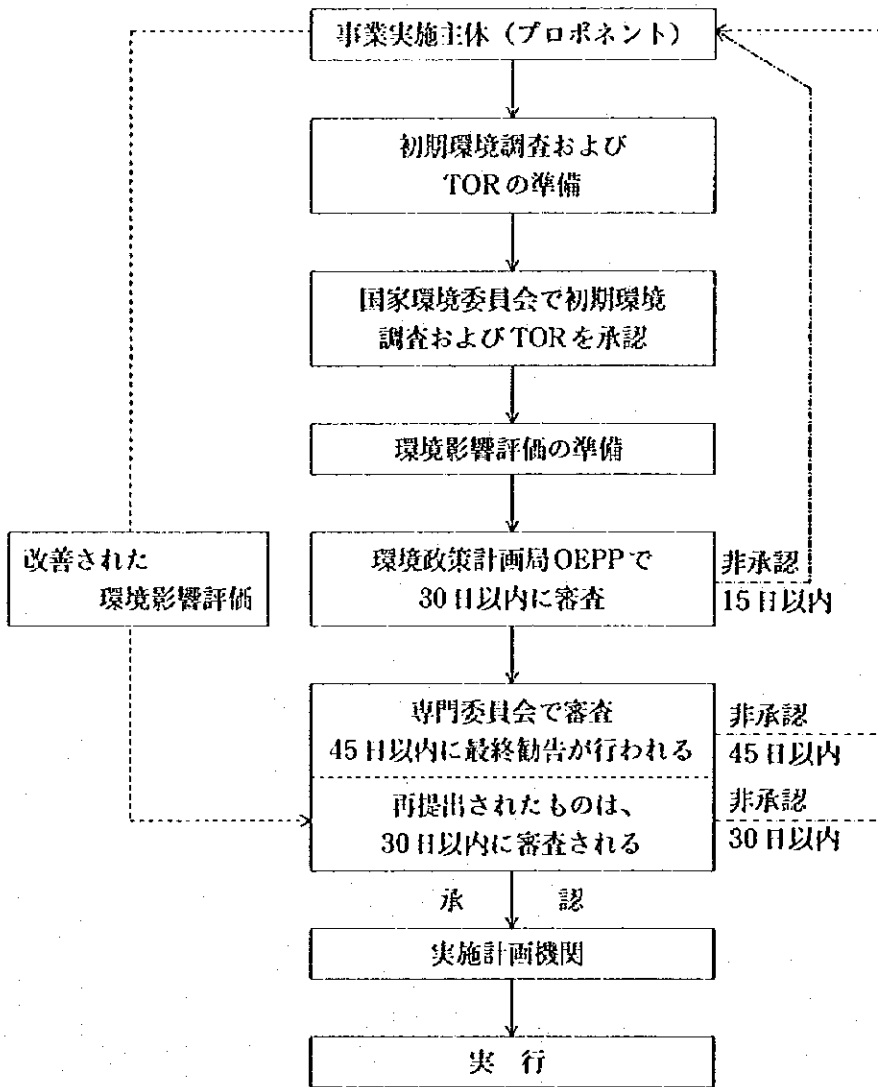 事業実施主体（プロポネント）
初期環境調査および
TORの準備
国家環境委員会で初期環境
調査およびTORを承認
環境影響評価の準備
改善された
環境影響評価
環境政策計画局OEPPで
30日以内に審査
非承認
15日以内
専門委員会で審査
45日以内に最終勧告が行われる
非承認
45日以内
再提出されたものは、
30日以内に審査される
非承認
30日以内
承　認
実施計画機関
実　行